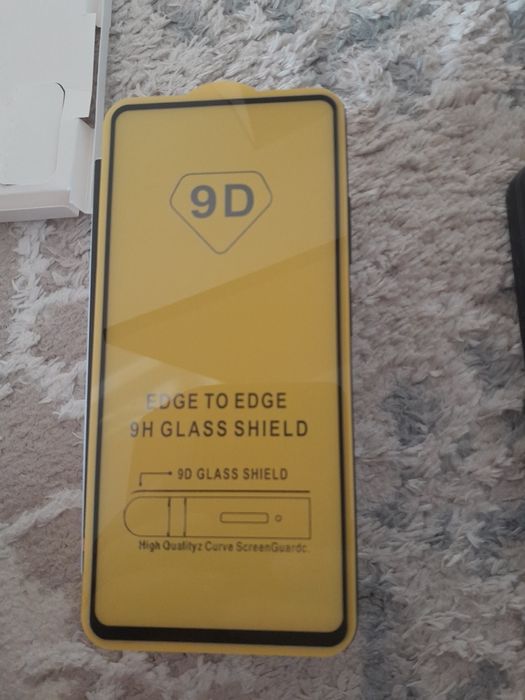 9D
EDGE TO EDGE
9H GLASS SHIELD
9D GLASS SHIELD
High Qualityz Curve ScreenGuardc.